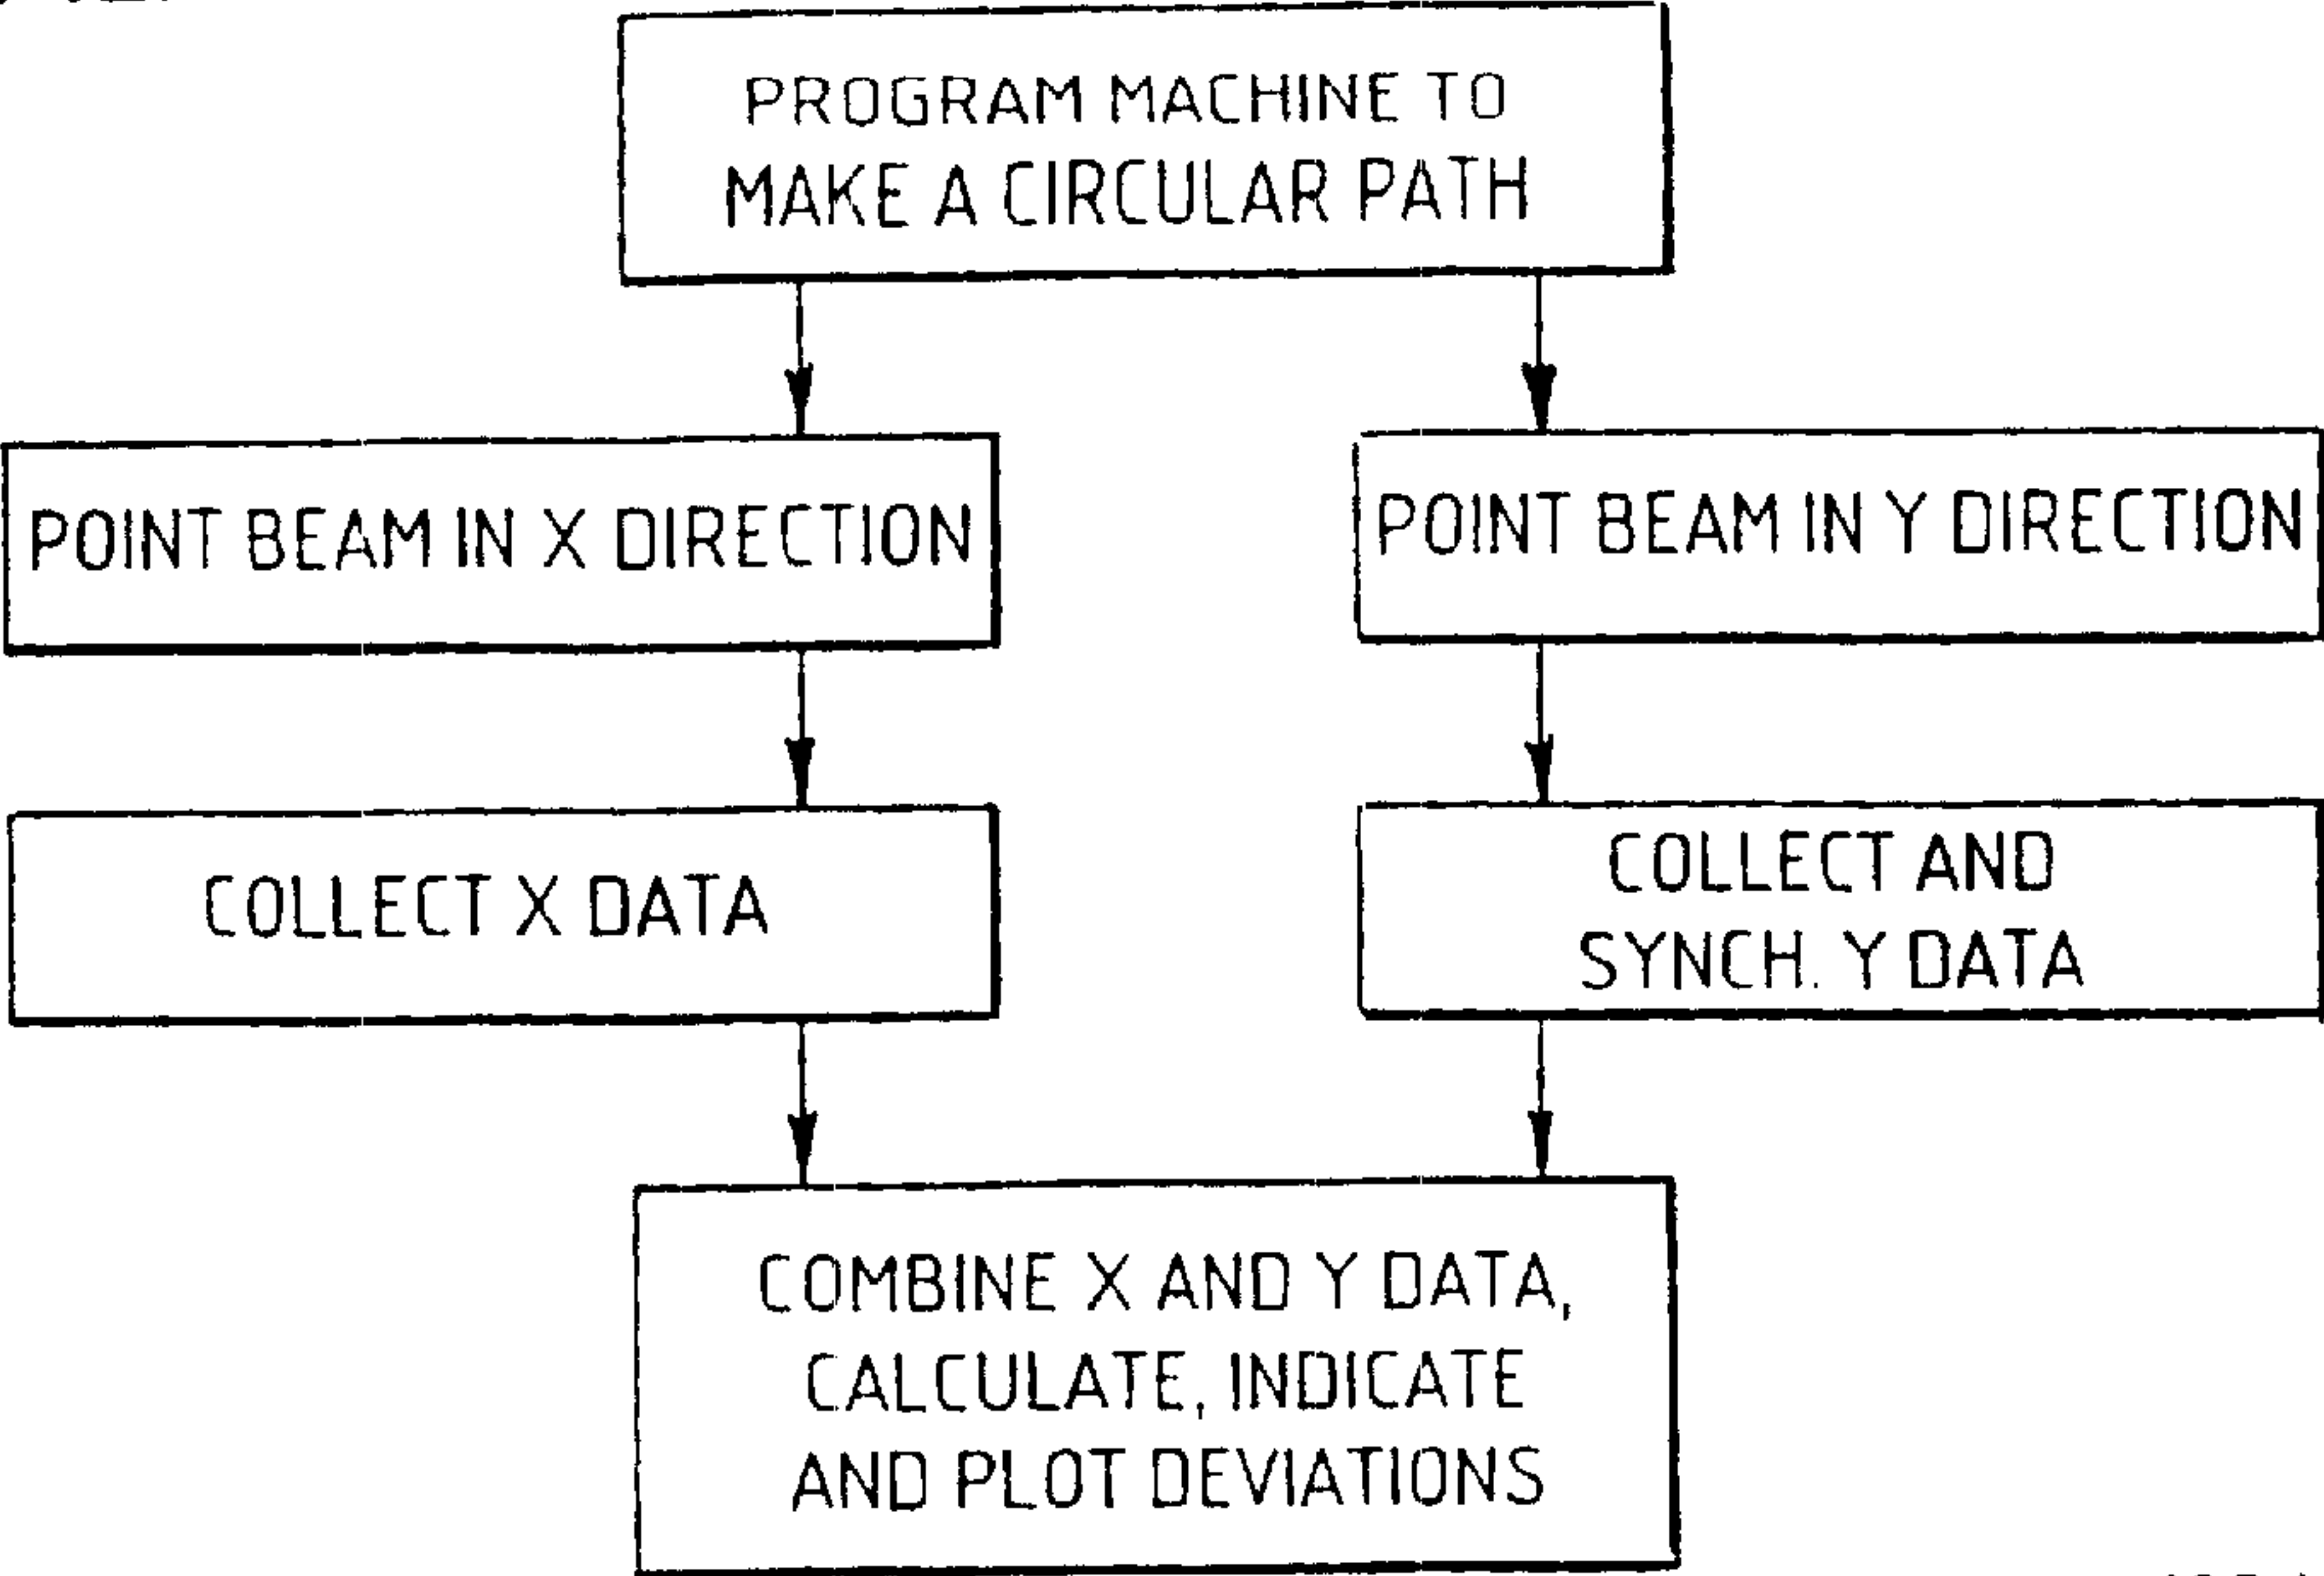 PROGRAM MACHINE TO
MAKE A CIRCULAR PATH
POINT BEAM IN X DIRECTION
POINT BEAM IN Y DIRECTION
COLLECT X DATA
COLLECT AND
SYNCH. Y DATA
COMBINE X AND Y DATA,
CALCULATE, INDICATE
AND PLOT DEVIATIONS